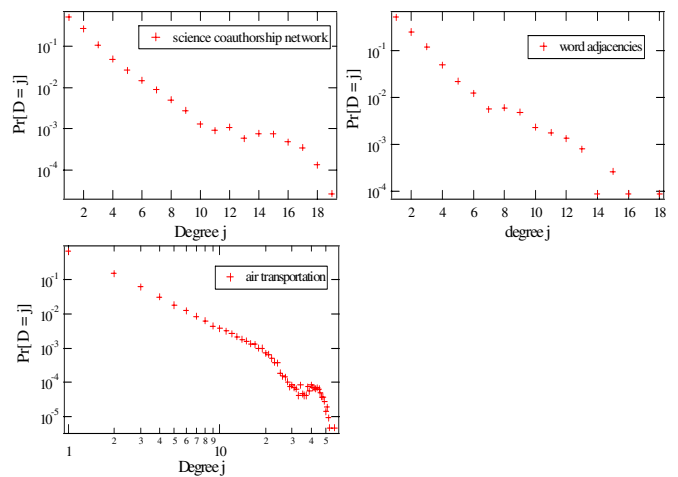 science coauthorship network
Pr[D = j]
10^-1
10^-2
10^-3
10^-4
2 4 6 8 10 12 14 16 18
Degree j
word adjacencies
Pr[D = j]
10^-1
10^-2
10^-3
10^-4
2 4 6 8 10 12 14 16 18
degree j
air transportation
Pr[D = j]
10^-1
10^-2
10^-3
10^-4
10^-5
1 2 3 4 5 6 7 8 9 10 2 3 4 5
Degree j